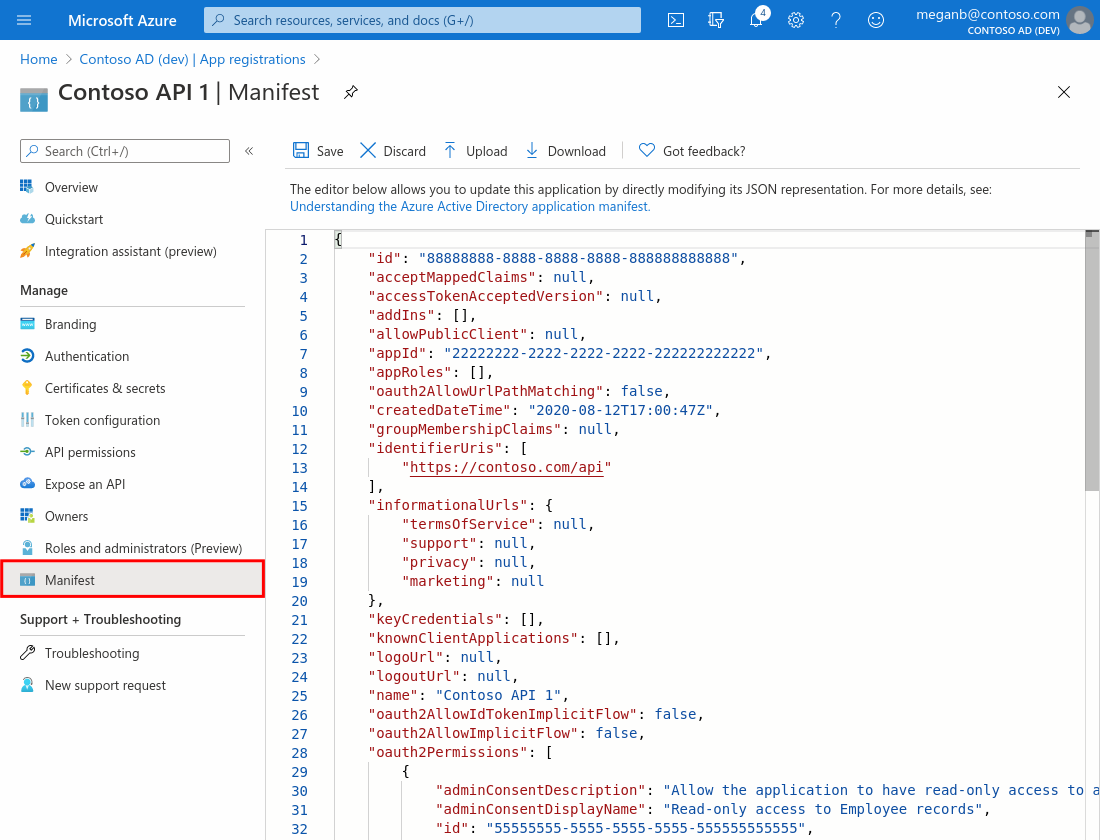 Microsoft Azure
Search resources, services, and docs (G+/)
4
meganb@contoso.com
CONTOSO AD (DEV)
Home > Contoso AD (dev) | App registrations >
Contoso API 1 | Manifest
Search (Ctrl+/)
«
Overview
Quickstart
Integration assistant (preview)
Manage
Branding
Authentication
Certificates & secrets
Token configuration
API permissions
Expose an API
Owners
Roles and administrators (Preview)
Manifest
Support + Troubleshooting
Troubleshooting
New support request
Save Discard Upload Download Got feedback?
The editor below allows you to update this application by directly modifying its JSON representation. For more details, see:
Understanding the Azure Active Directory application manifest.
1 {
2 "id": "88888888-8888-8888-8888-888888888888",
3 "acceptMappedClaims": null,
4 "accessTokenAcceptedVersion": null,
5 "addIns": [],
6 "allowPublicClient": null,
7 "appId": "22222222-2222-2222-2222-222222222222",
8 "appRoles": [],
9 "oauth2AllowUrlPathMatching": false,
10 "createdDateTime": "2020-08-12T17:00:47Z",
11 "groupMembershipClaims": null,
12 "identifierUris": [
13 "https://contoso.com/api"
14 ],
15 "informationalUrls": {
16 "termsOfService": null,
17 "support": null,
18 "privacy": null,
19 "marketing": null
20 },
21 "keyCredentials": [],
22 "knownClientApplications": [],
23 "logoUrl": null,
24 "logoutUrl": null,
25 "name": "Contoso API 1",
26 "oauth2AllowIdTokenImplicitFlow": false,
27 "oauth2AllowImplicitFlow": false,
28 "oauth2Permissions": [
29 {
30 "adminConsentDescription": "Allow the application to have read-only access to a
31 "adminConsentDisplayName": "Read-only access to Employee records",
32 "id": "55555555-5555-5555-5555-555555555555",